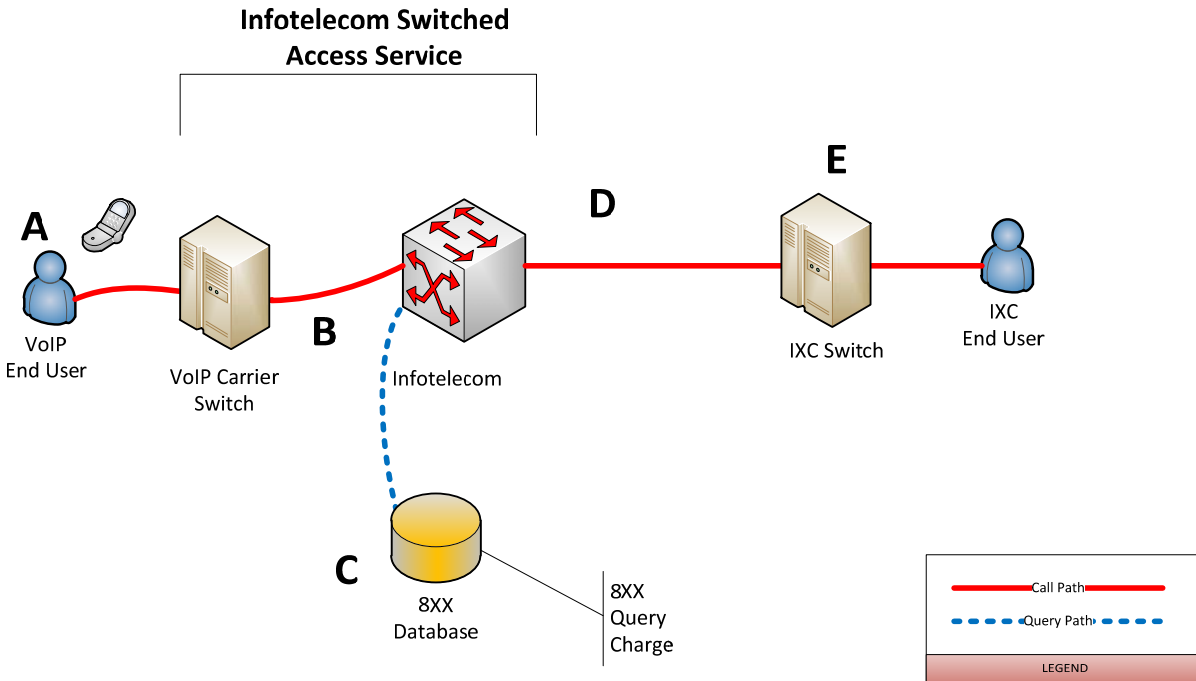 Infotelecom Switched
Access Service
E
D
A
B
VoIP
End User
VoIP Carrier
Switch
Infotelecom
IXC Switch
IXC
End User
C
8XX
Database
8XX
Query
Charge
Call Path
Query Path
LEGEND